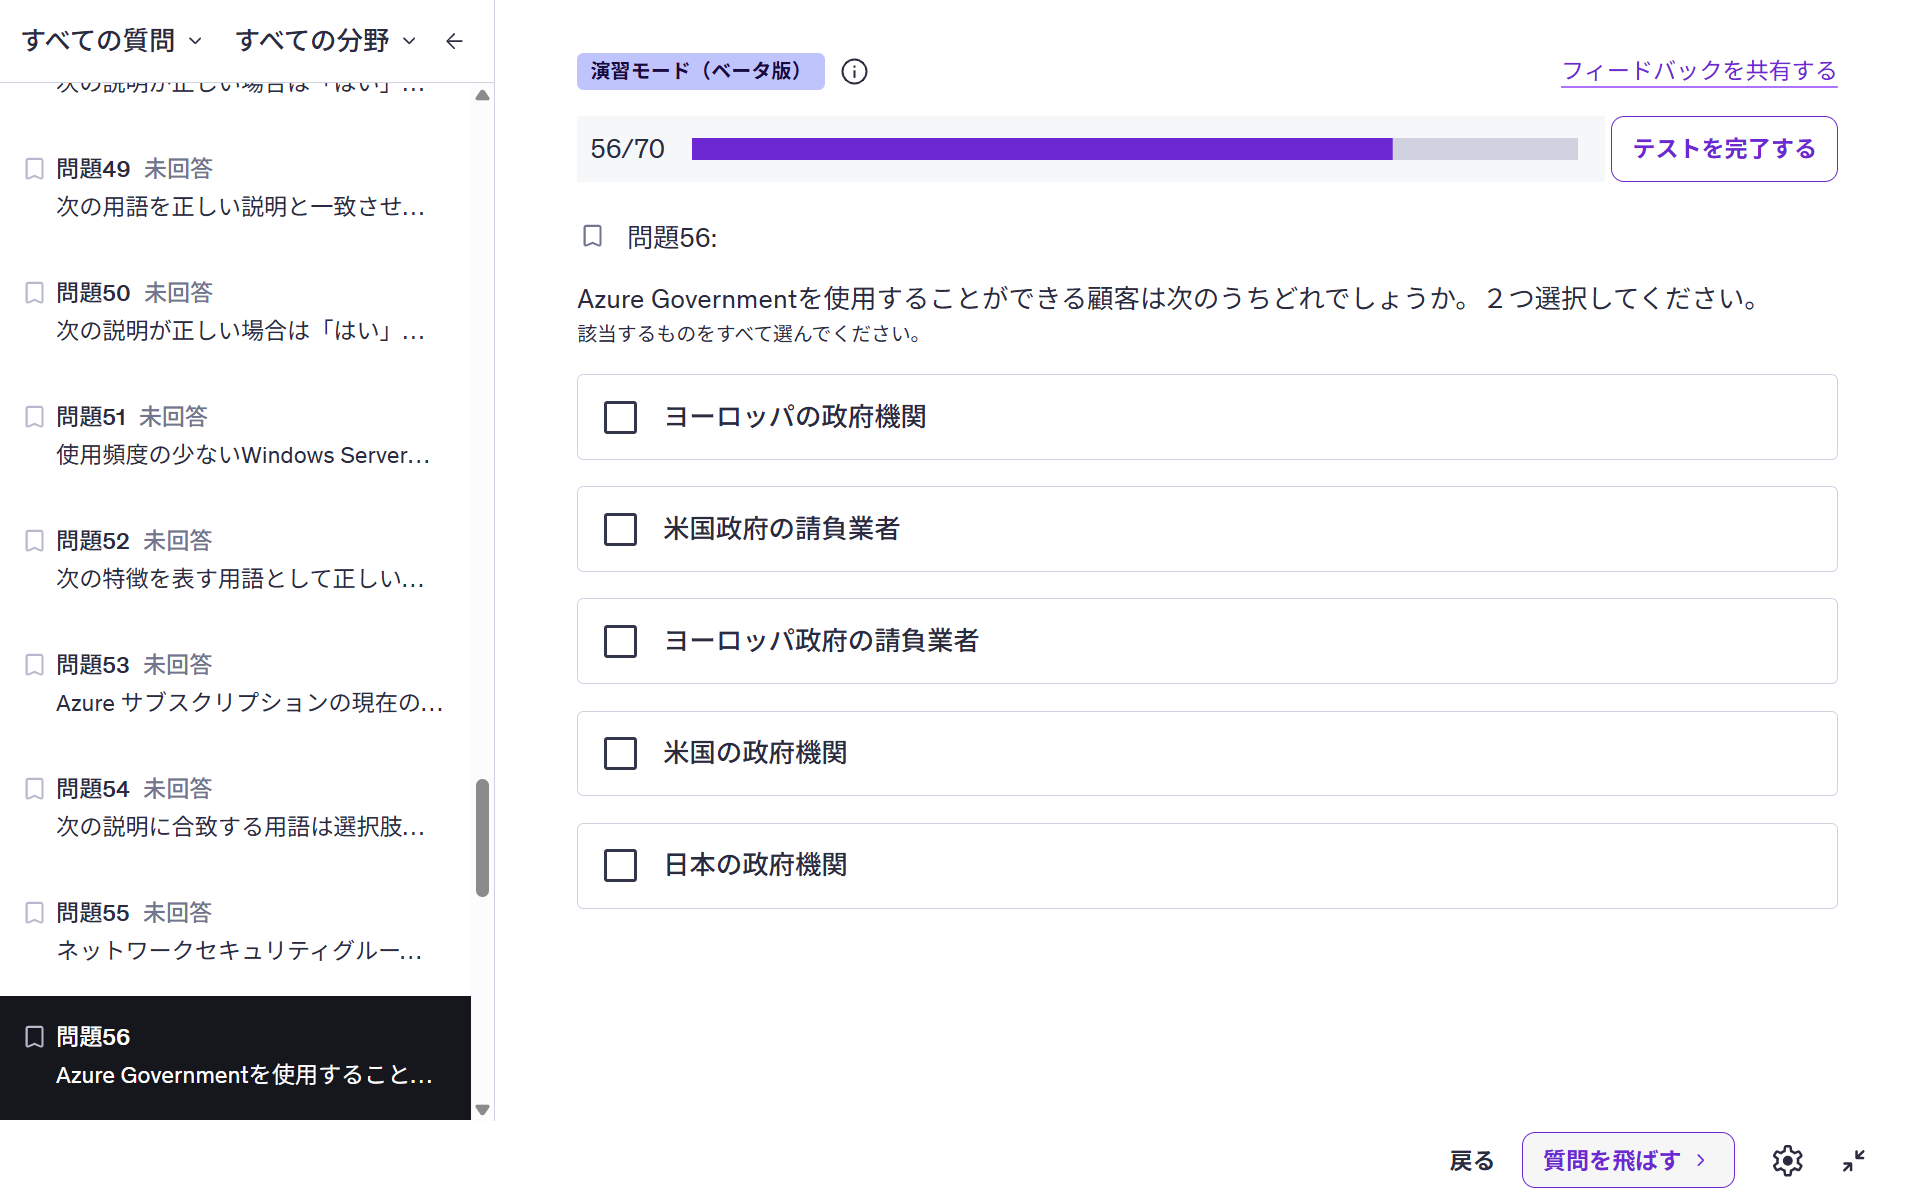 すべての質問
すべての分野
次の説明が正しい場合は「はい」…
問題49 未回答
次の用語を正しい説明と一致させ…
問題50 未回答
次の説明が正しい場合は「はい」…
問題51 未回答
使用頻度の少ないWindows Server…
問題52 未回答
次の特徴を表す用語として正しい…
問題53 未回答
Azure サブスクリプションの現在の…
問題54 未回答
次の説明に合致する用語は選択肢…
問題55 未回答
ネットワークセキュリティグルー…
問題56
Azure Governmentを使用すること…
演習モード（ベータ版）
フィードバックを共有する
56/70
テストを完了する
問題56:
Azure Governmentを使用することができる顧客は次のうちどれでしょうか。２つ選択してください。
該当するものをすべて選んでください。
ヨーロッパの政府機関
米国政府の請負業者
ヨーロッパ政府の請負業者
米国の政府機関
日本の政府機関
戻る
質問を飛ばす